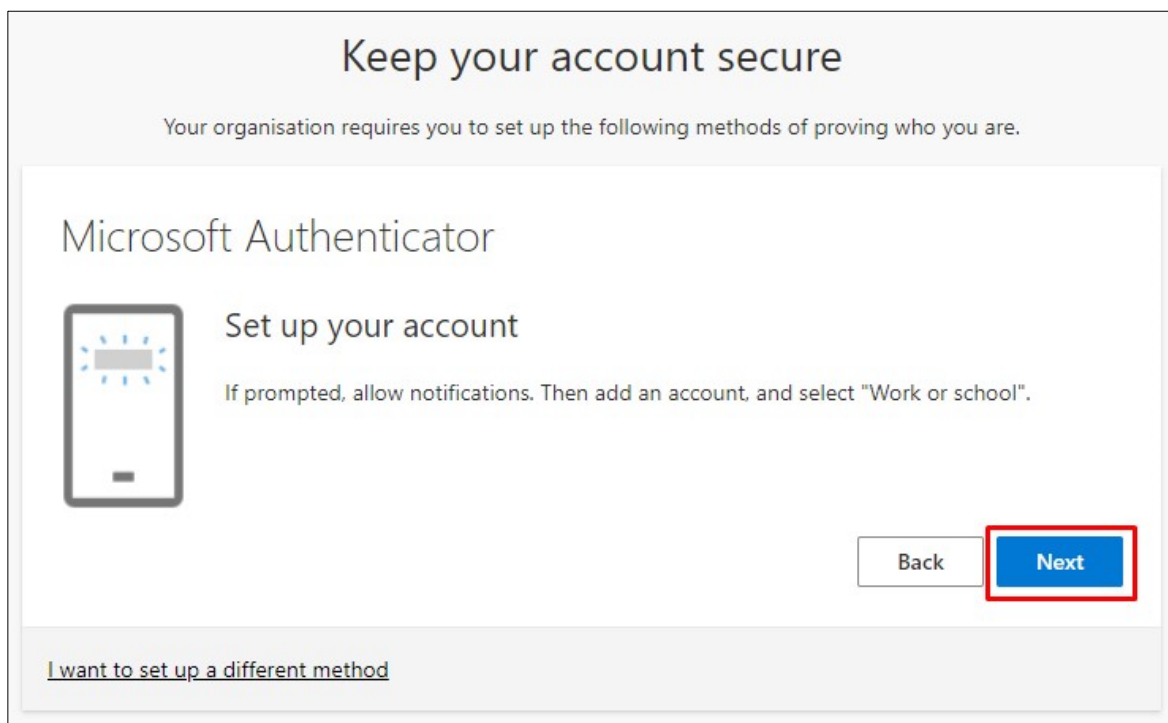 Keep your account secure
Your organisation requires you to set up the following methods of proving who you are.
Microsoft Authenticator
Set up your account
If prompted, allow notifications. Then add an account, and select "Work or school".
Back
Next
I want to set up a different method